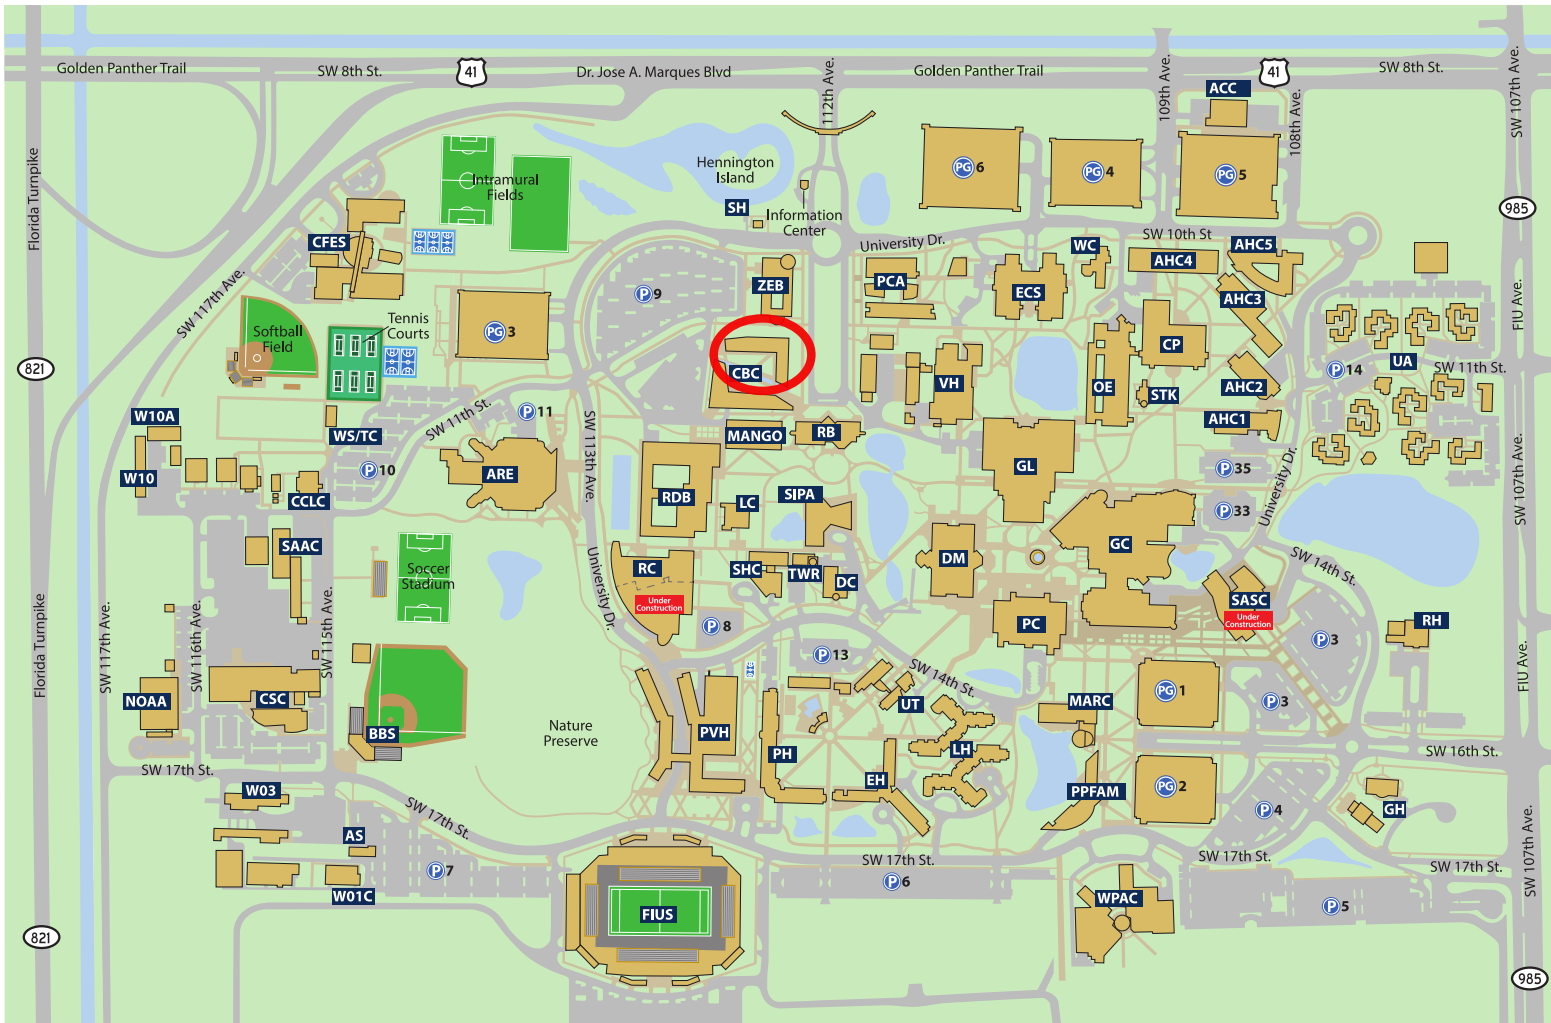 Golden Panther Trail
SW 8th St.
41
Dr. Jose A. Marques Blvd
112th Ave.
Golden Panther Trail
109th Ave.
41
SW 8th St.
SW 107th Ave.
ACC
108th Ave.
Florida Turnpike
Intramural
Fields
Hennington
Island
SH
Information
Center
PG 6
PG 4
PG 5
985
CFES
University Dr.
WC
SW 10th St
AHC5
AHC4
SW 117th Ave.
P 9
ZEB
PCA
ECS
AHC3
FIU Ave.
Softball
Field
Tennis
Courts
PG 3
CBC
VH
OE
CP
STK
AHC2
P 14
UA
SW 11th St.
821
W10A
WS/TC
SW 11th St.
P 11
SW 113th Ave.
MANGO
RB
AHC1
W10
CCLC
P 10
ARE
RDB
LC
SIPA
GL
P 35
P 33
University Dr.
SW 107th Ave.
SAAC
Soccer
Stadium
University Dr.
RC
Under
Construction
SHC
TWR
DC
DM
GC
SW 14th St.
SASC
Under
Construction
Florida Turnpike
SW 117th Ave.
SW 116th Ave.
SW 115th Ave.
P 8
P 13
PC
P 3
RH
FIU Ave.
NOAA
CSC
BBS
Nature
Preserve
PVH
PH
UT
SW 14th St.
LH
EH
MARC
PG 1
P 3
SW 16th St.
SW 17th St.
W03
SW 17th St.
PPFAM
PG 2
P 4
GH
AS
P 7
W01C
FIUS
SW 17th St.
P 6
SW 17th St.
SW 17th St.
WPAC
P 5
SW 107th Ave.
821
985